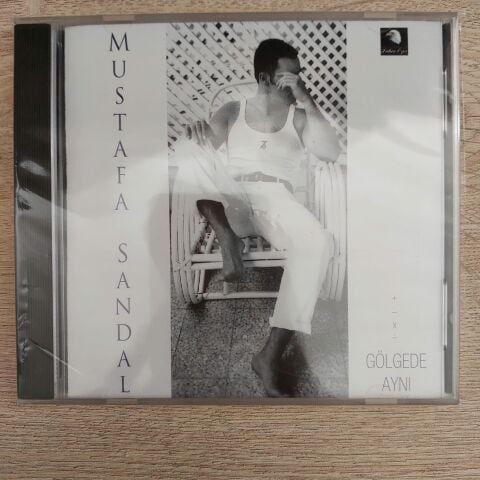 MUSTAFA SANDAL
+
–
x
÷
GÖLGEDE
AYNI